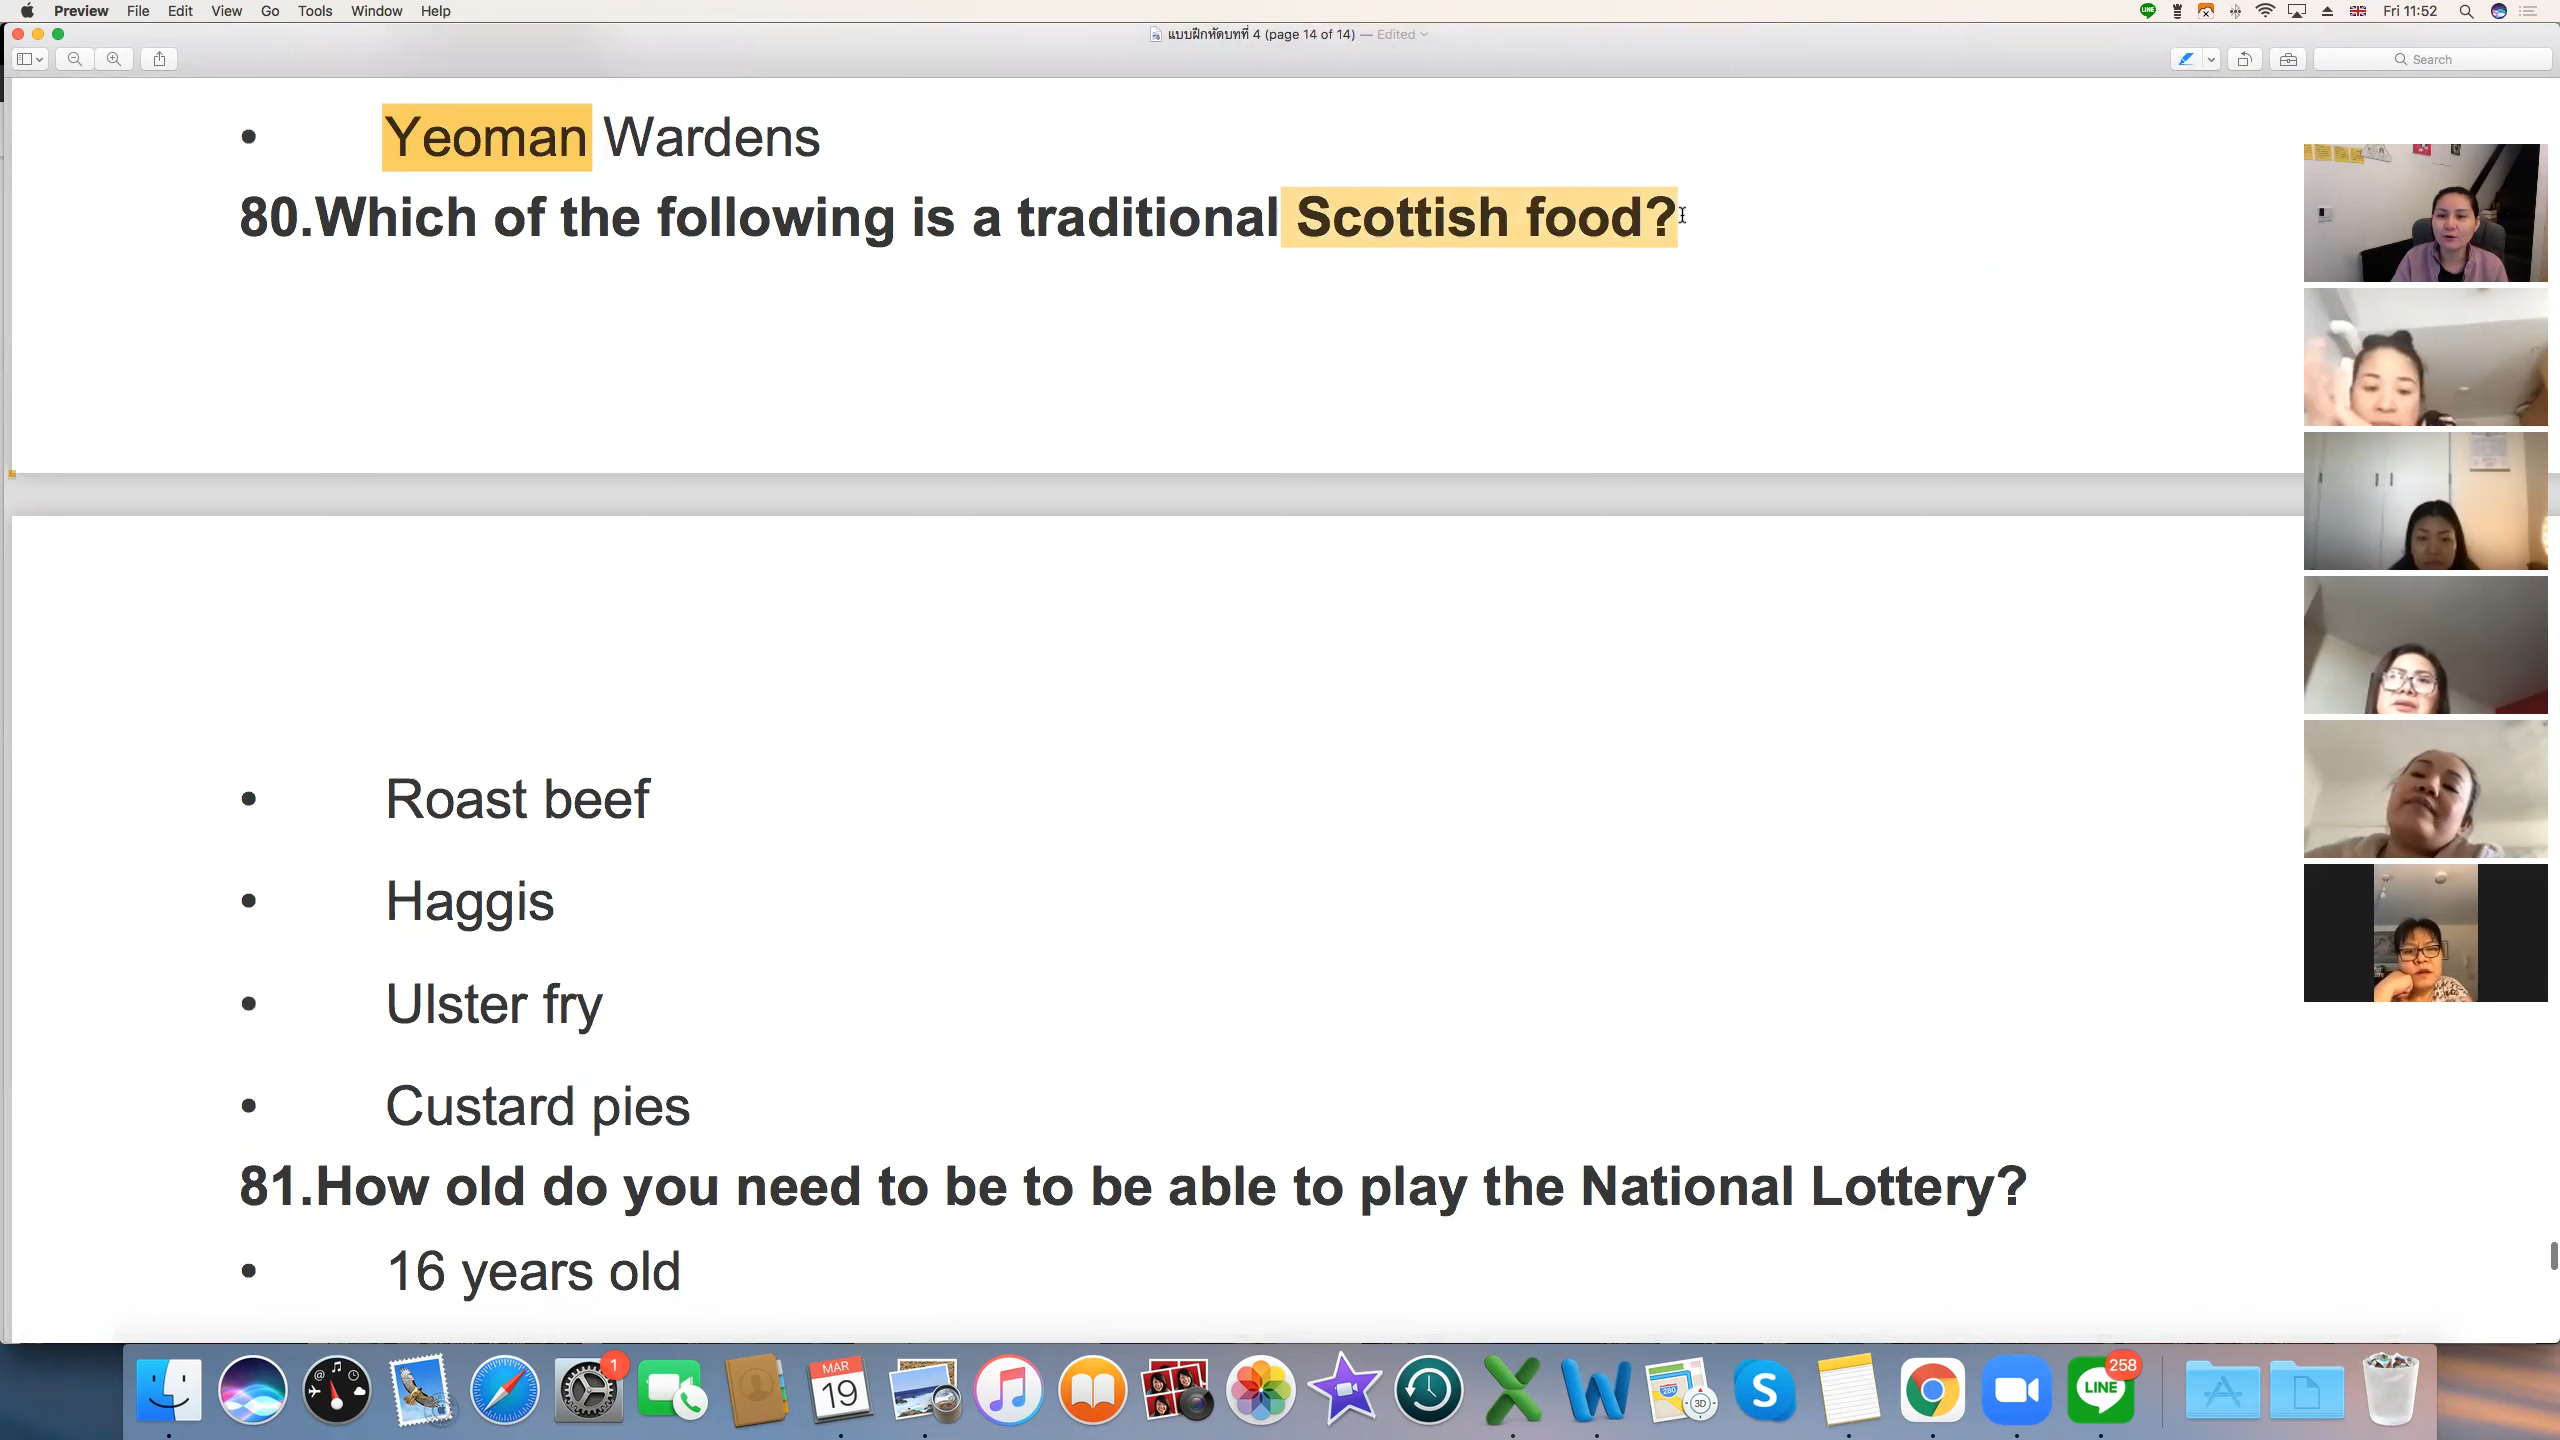 Preview File Edit View Go Tools Window Help
Fri 11:52
แบบฝึกหัดบทที่ 4 (page 14 of 14) — Edited
Search
• Yeoman Wardens
80.Which of the following is a traditional Scottish food?
• Roast beef
• Haggis
• Ulster fry
• Custard pies
81.How old do you need to be to be able to play the National Lottery?
• 16 years old
1
MAR
19
280
3D
S
X
W
LINE
258